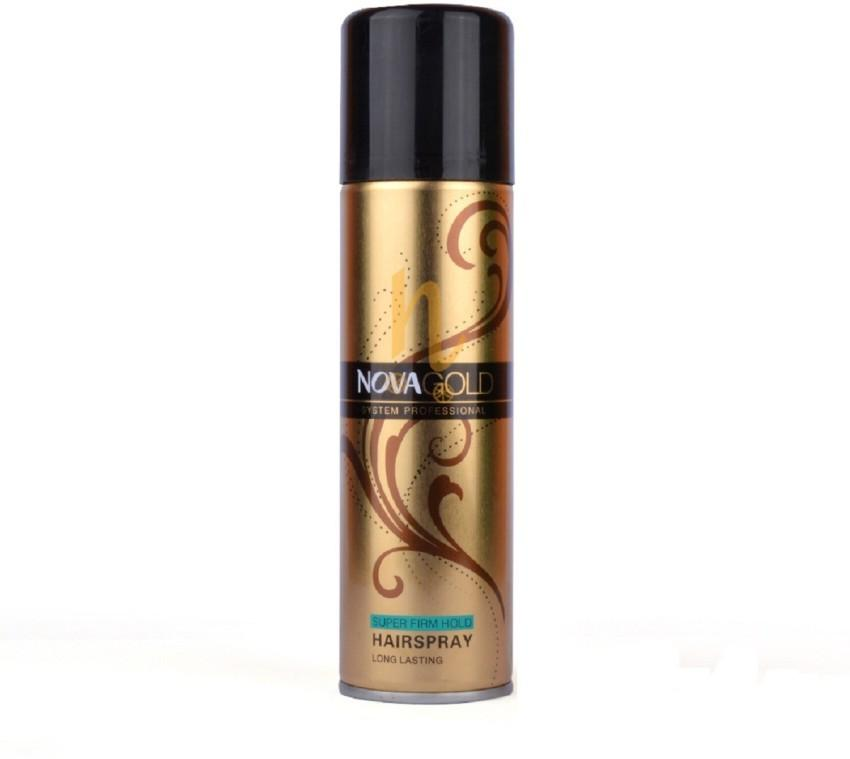 NOVAGOLD
SYSTEM PROFESSIONAL
SUPER FIRM HOLD
HAIRSPRAY
LONG LASTING